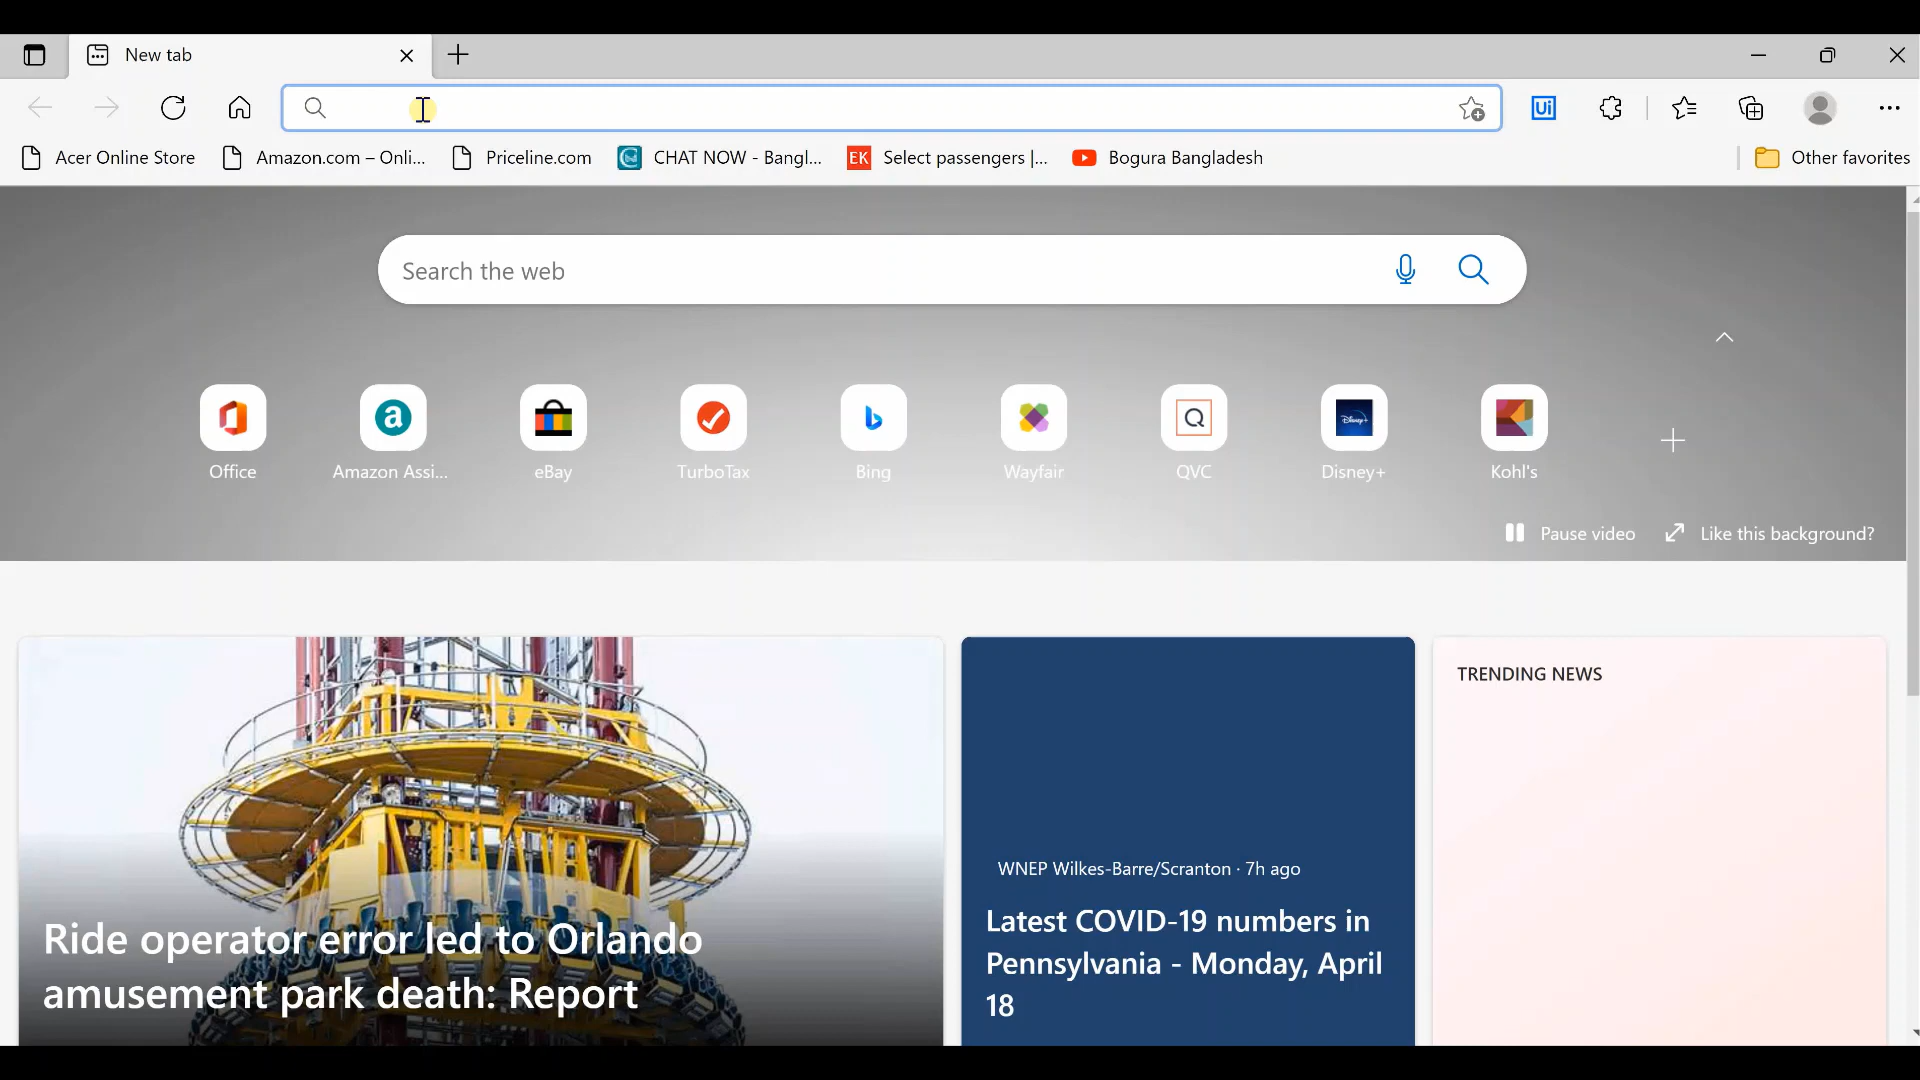 New tab
Acer Online Store
Amazon.com – Onli...
Priceline.com
CHAT NOW - Bangl...
EK
Select passengers |...
Bogura Bangladesh
Other favorites
Ui
Search the web
Office
Amazon Assi...
eBay
TurboTax
Bing
Wayfair
QVC
Disney+
Kohl's
a
b
Q
Disney+
Pause video
Like this background?
Ride operator error led to Orlando
amusement park death: Report
WNEP Wilkes-Barre/Scranton · 7h ago
Latest COVID-19 numbers in
Pennsylvania - Monday, April
18
TRENDING NEWS